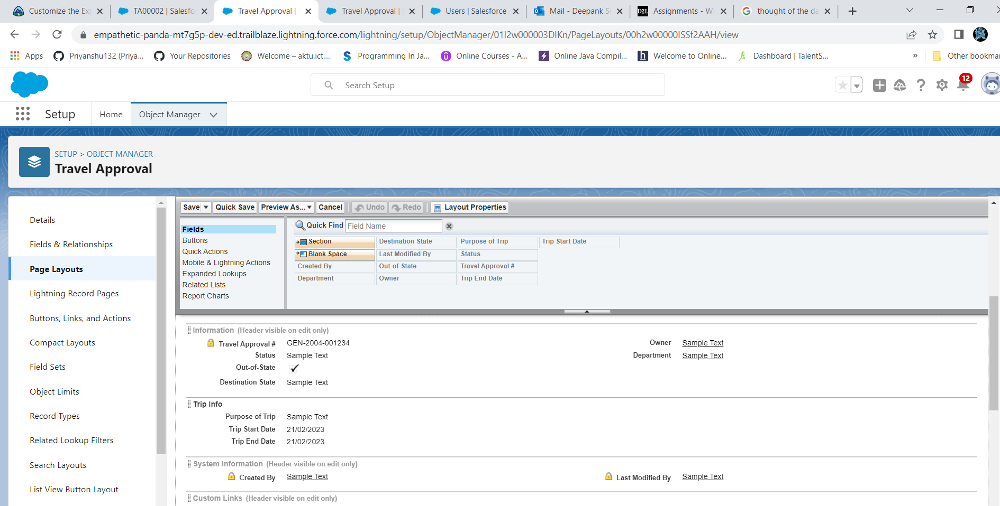 Customize the Exp
TA00002 | Salesfo
Travel Approval |
Travel Approval |
Users | Salesforce
Mail - Deepank Si
D2L Assignments - WI
thought of the da
empathetic-panda-mt7g5p-dev-ed.trailblaze.lightning.force.com/lightning/setup/ObjectManager/01I2w000003DIKn/PageLayouts/00h2w00000ISSf2AAH/view
Apps
Priyanshu132 (Priya...
Your Repositories
Welcome – aktu.ict....
Programming In Ja...
Online Courses - A...
Online Java Compil...
Welcome to Online...
Dashboard | TalentS...
»
Other bookmar
Search Setup
12
Setup
Home
Object Manager
SETUP > OBJECT MANAGER
Travel Approval
Details
Fields & Relationships
Page Layouts
Lightning Record Pages
Buttons, Links, and Actions
Compact Layouts
Field Sets
Object Limits
Record Types
Related Lookup Filters
Search Layouts
List View Button Layout
Save Quick Save Preview As... Cancel Undo Redo Layout Properties
Fields
Buttons
Quick Actions
Mobile & Lightning Actions
Expanded Lookups
Related Lists
Report Charts
Quick Find Field Name
Section Destination State Purpose of Trip Trip Start Date
Blank Space Last Modified By Status
Created By Out-of-State Travel Approval #
Department Owner Trip End Date
Information (Header visible on edit only)
Travel Approval # GEN-2004-001234 Owner Sample Text
Status Sample Text Department Sample Text
Out-of-State
Destination State Sample Text
Trip Info
Purpose of Trip Sample Text
Trip Start Date 21/02/2023
Trip End Date 21/02/2023
System Information (Header visible on edit only)
Created By Sample Text Last Modified By Sample Text
Custom Links (Header visible on edit only)